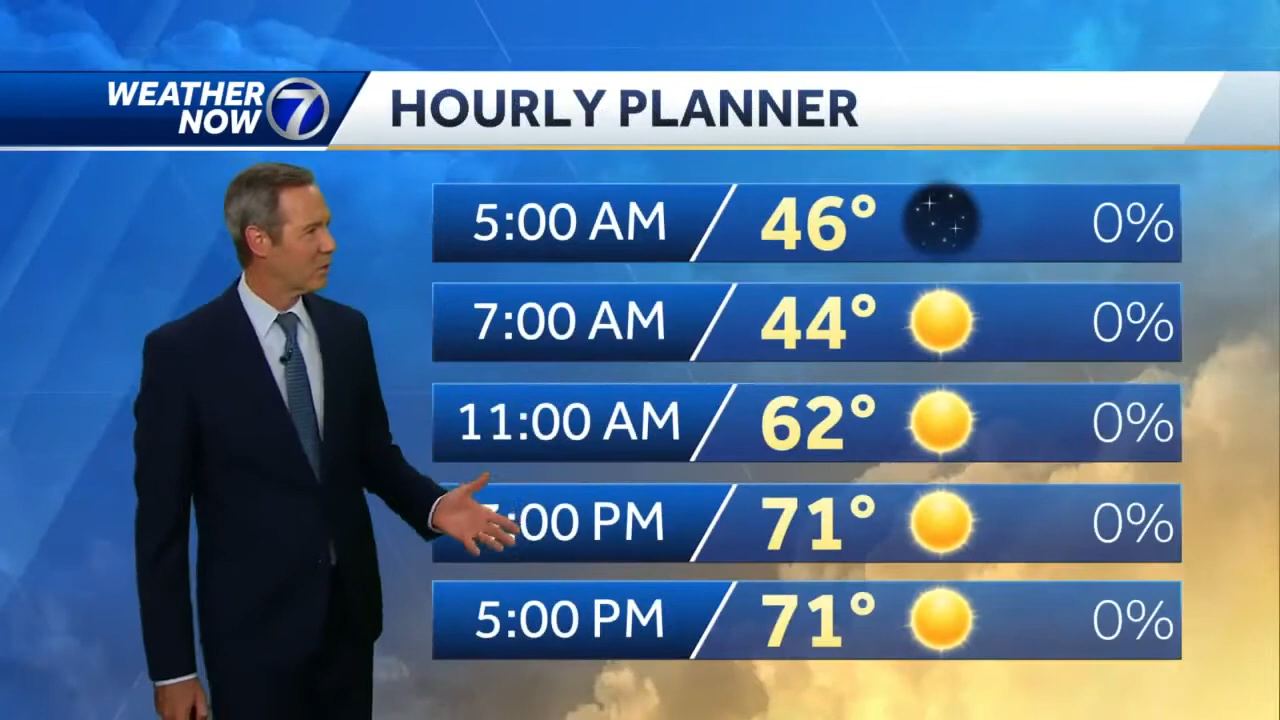 WEATHER
NOW 7
HOURLY PLANNER
5:00 AM 46° 0%
7:00 AM 44° 0%
11:00 AM 62° 0%
:00 PM 71° 0%
5:00 PM 71° 0%